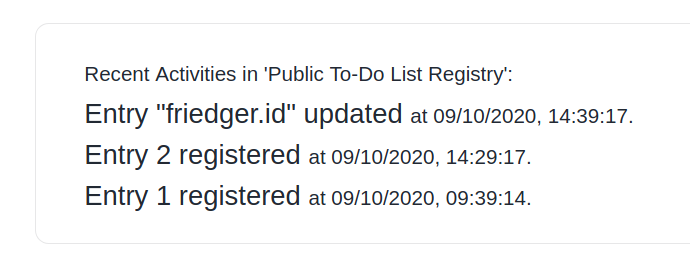 Recent Activities in 'Public To-Do List Registry':
Entry "friedger.id" updated at 09/10/2020, 14:39:17.
Entry 2 registered at 09/10/2020, 14:29:17.
Entry 1 registered at 09/10/2020, 09:39:14.